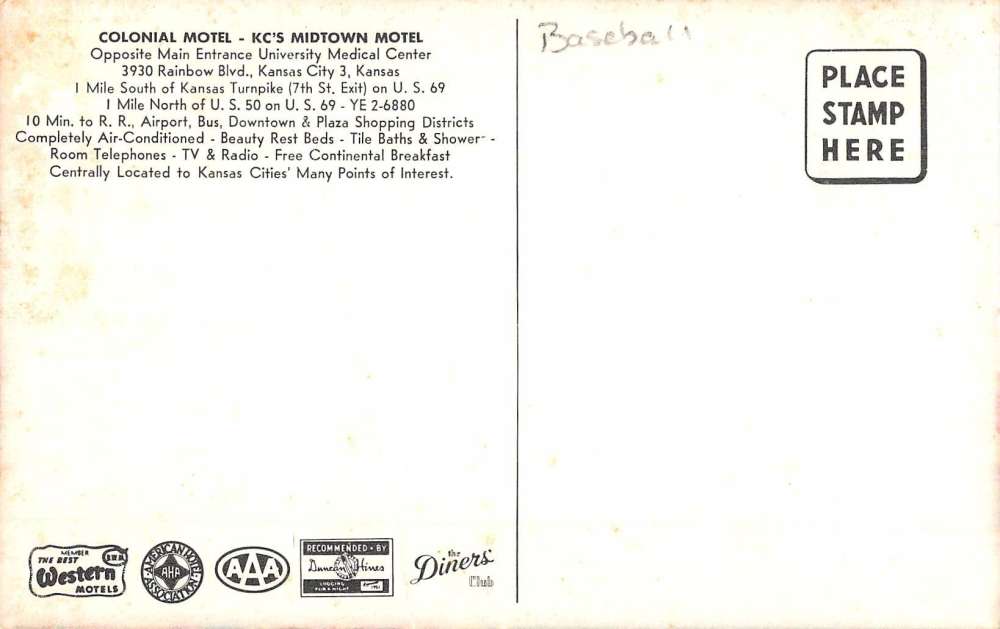 COLONIAL MOTEL - KC'S MIDTOWN MOTEL
Opposite Main Entrance University Medical Center
3930 Rainbow Blvd., Kansas City 3, Kansas
1 Mile South of Kansas Turnpike (7th St. Exit) on U. S. 69
1 Mile North of U. S. 50 on U. S. 69 - YE 2-6880
10 Min. to R. R., Airport, Bus, Downtown & Plaza Shopping Districts
Completely Air-Conditioned - Beauty Rest Beds - Tile Baths & Shower -
Room Telephones - TV & Radio - Free Continental Breakfast
Centrally Located to Kansas Cities' Many Points of Interest.
Baseball
PLACE
STAMP
HERE
MEMBER
THE BEST
Western
MOTELS
AMERICAN HOTEL
AHA
ASSOCIATION
AAA
RECOMMENDED · BY
Duncan Hines
LODGING
FOR A NIGHT
the
Diners'
Club